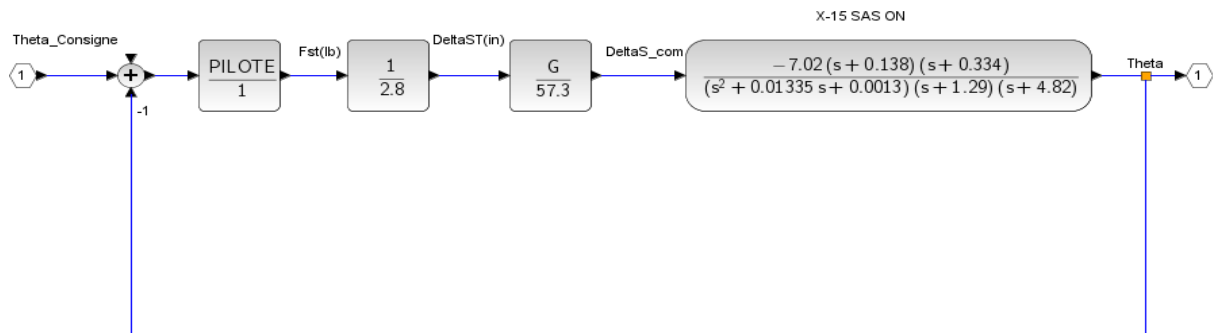 X-15 SAS ON
Theta_Consigne
Fst(lb)
DeltaST(in)
DeltaS_com
Theta
1
+
-1
PILOTE
1
1
2.8
G
57.3
−7.02 (s + 0.138) (s + 0.334)
(s² + 0.01335 s + 0.0013) (s + 1.29) (s + 4.82)
1